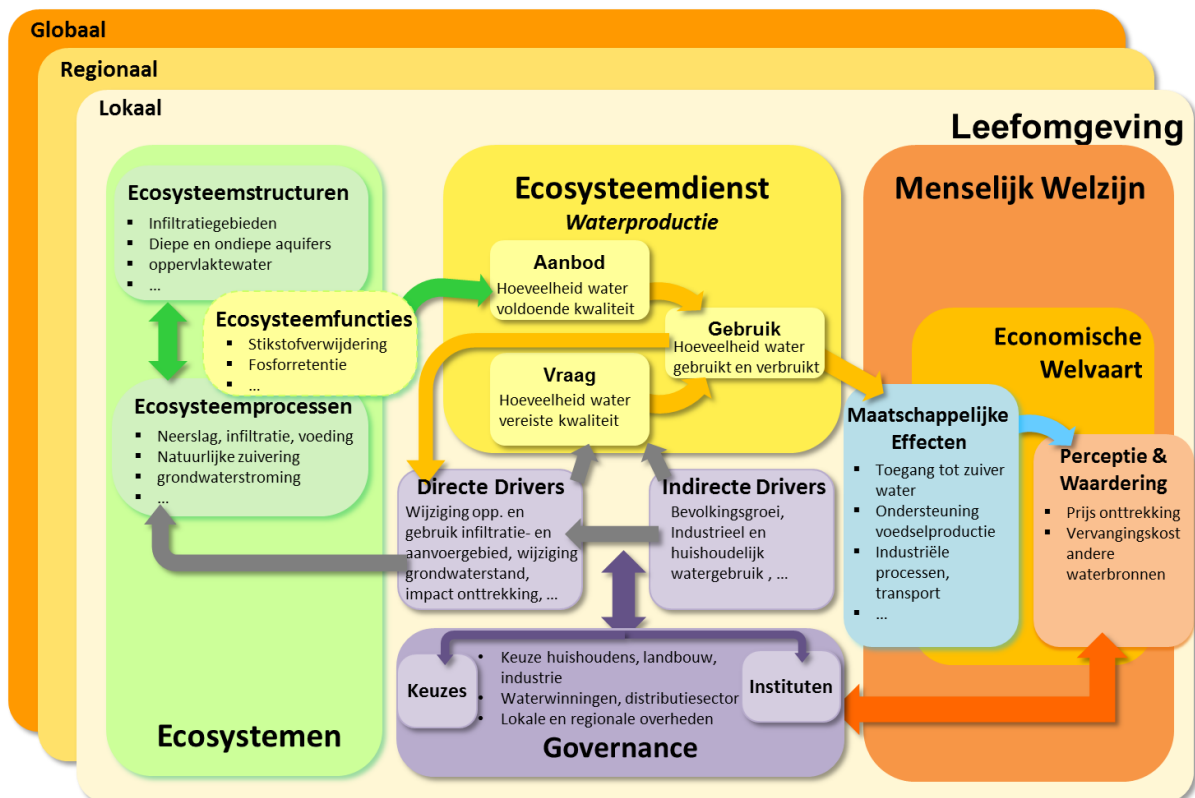 Globaal
Regionaal
Lokaal
Leefomgeving
Ecosysteemstructuren
▪ Infiltratiegebieden
▪ Diepe en ondiepe aquifers
▪ oppervlaktewater
▪ ...
Ecosysteemfuncties
▪ Stikstofverwijdering
▪ Fosforretentie
▪ ...
Ecosysteemprocessen
▪ Neerslag, infiltratie, voeding
▪ Natuurlijke zuivering
▪ grondwaterstroming
▪ ...
Ecosystemen
Ecosysteemdienst
Waterproductie
Aanbod
Hoeveelheid water
voldoende kwaliteit
Gebruik
Hoeveelheid water
gebruikt en verbruikt
Vraag
Hoeveelheid water
vereiste kwaliteit
Directe Drivers
Wijziging opp. en
gebruik infiltratie- en
aanvoergebied, wijziging
grondwaterstand,
impact onttrekking, ...
Indirecte Drivers
Bevolkingsgroei,
Industrieel en
huishoudelijk
watergebruik , ...
Keuzes
• Keuze huishoudens, landbouw,
industrie
• Waterwinningen, distributiesector
• Lokale en regionale overheden
Instituten
Governance
Menselijk Welzijn
Economische
Welvaart
Maatschappelijke
Effecten
▪ Toegang tot zuiver
water
▪ Ondersteuning
voedselproductie
▪ Industriële
processen,
transport
▪ ...
Perceptie &
Waardering
▪ Prijs onttrekking
▪ Vervangingskost
andere
waterbronnen